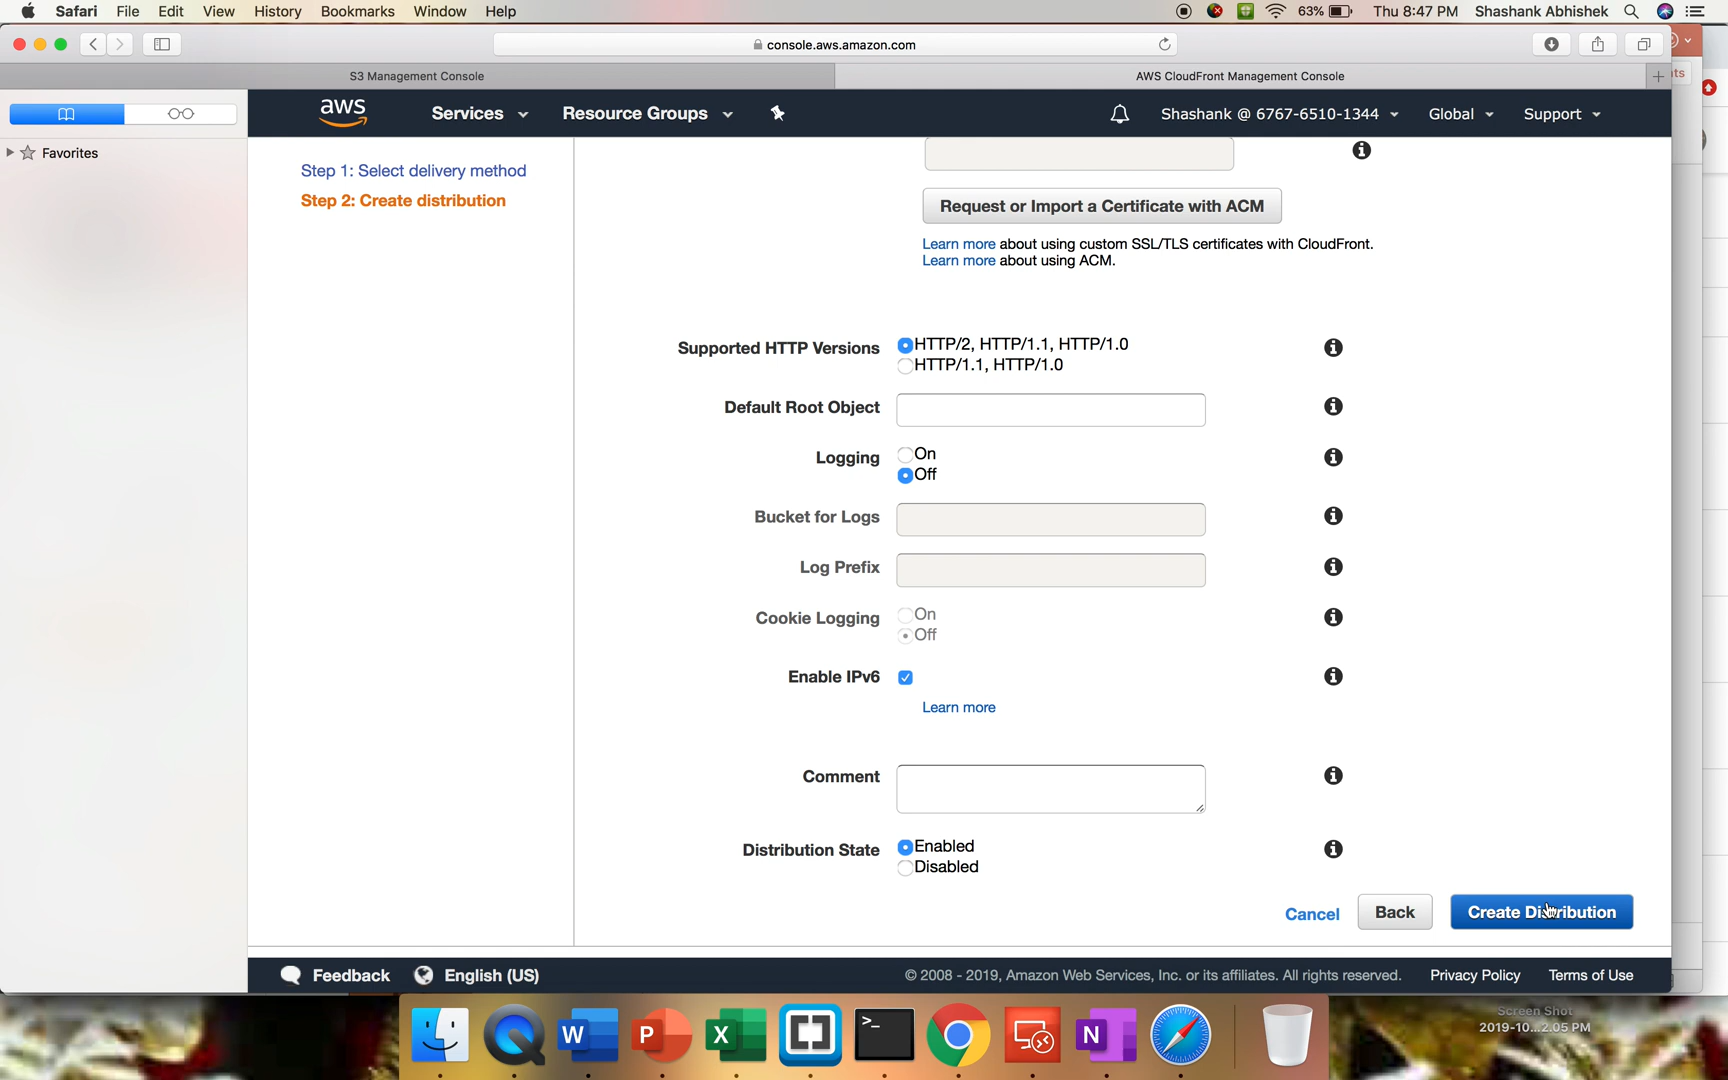 Safari File Edit View History Bookmarks Window Help
63% Thu 8:47 PM Shashank Abhishek
console.aws.amazon.com
S3 Management Console
AWS CloudFront Management Console
Favorites
aws Services Resource Groups
Shashank @ 6767-6510-1344 Global Support
Step 1: Select delivery method
Step 2: Create distribution
Request or Import a Certificate with ACM
Learn more about using custom SSL/TLS certificates with CloudFront.
Learn more about using ACM.
Supported HTTP Versions
HTTP/2, HTTP/1.1, HTTP/1.0
HTTP/1.1, HTTP/1.0
Default Root Object
Logging
On
Off
Bucket for Logs
Log Prefix
Cookie Logging
On
Off
Enable IPv6
Learn more
Comment
Distribution State
Enabled
Disabled
Cancel Back Create Distribution
Feedback English (US)
© 2008 - 2019, Amazon Web Services, Inc. or its affiliates. All rights reserved. Privacy Policy Terms of Use
W P X >_ N
Screen Shot
2019-10...2.05 PM